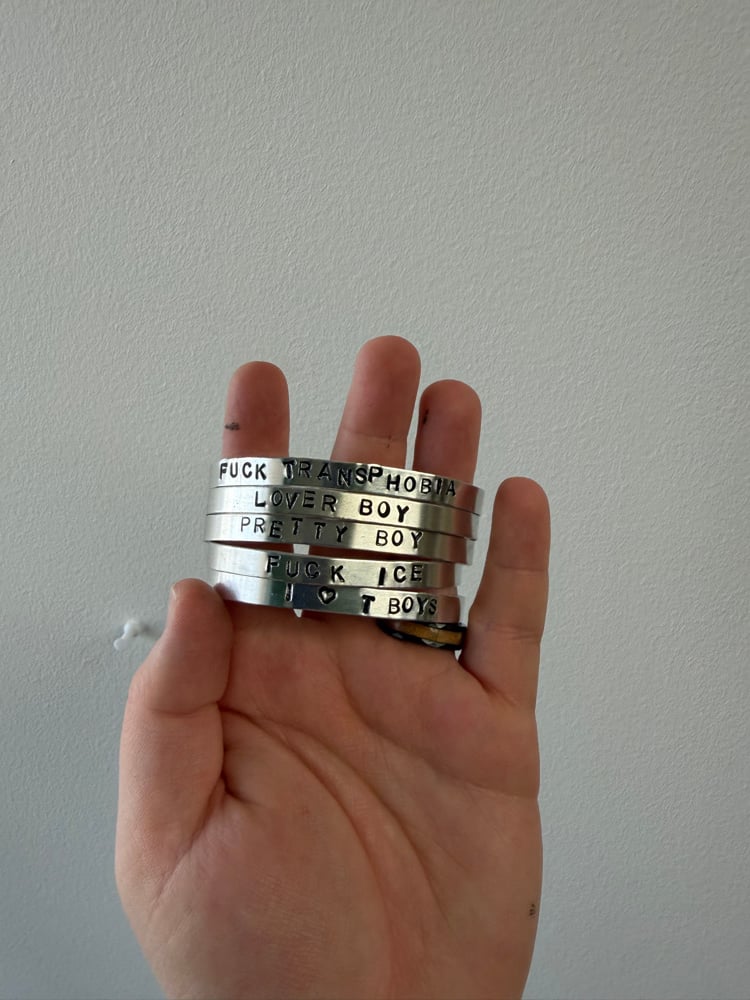 FUCK TRANSPHOBIA
LOVER BOY
PRETTY BOY
FUCK ICE
I ♡ T BOYS